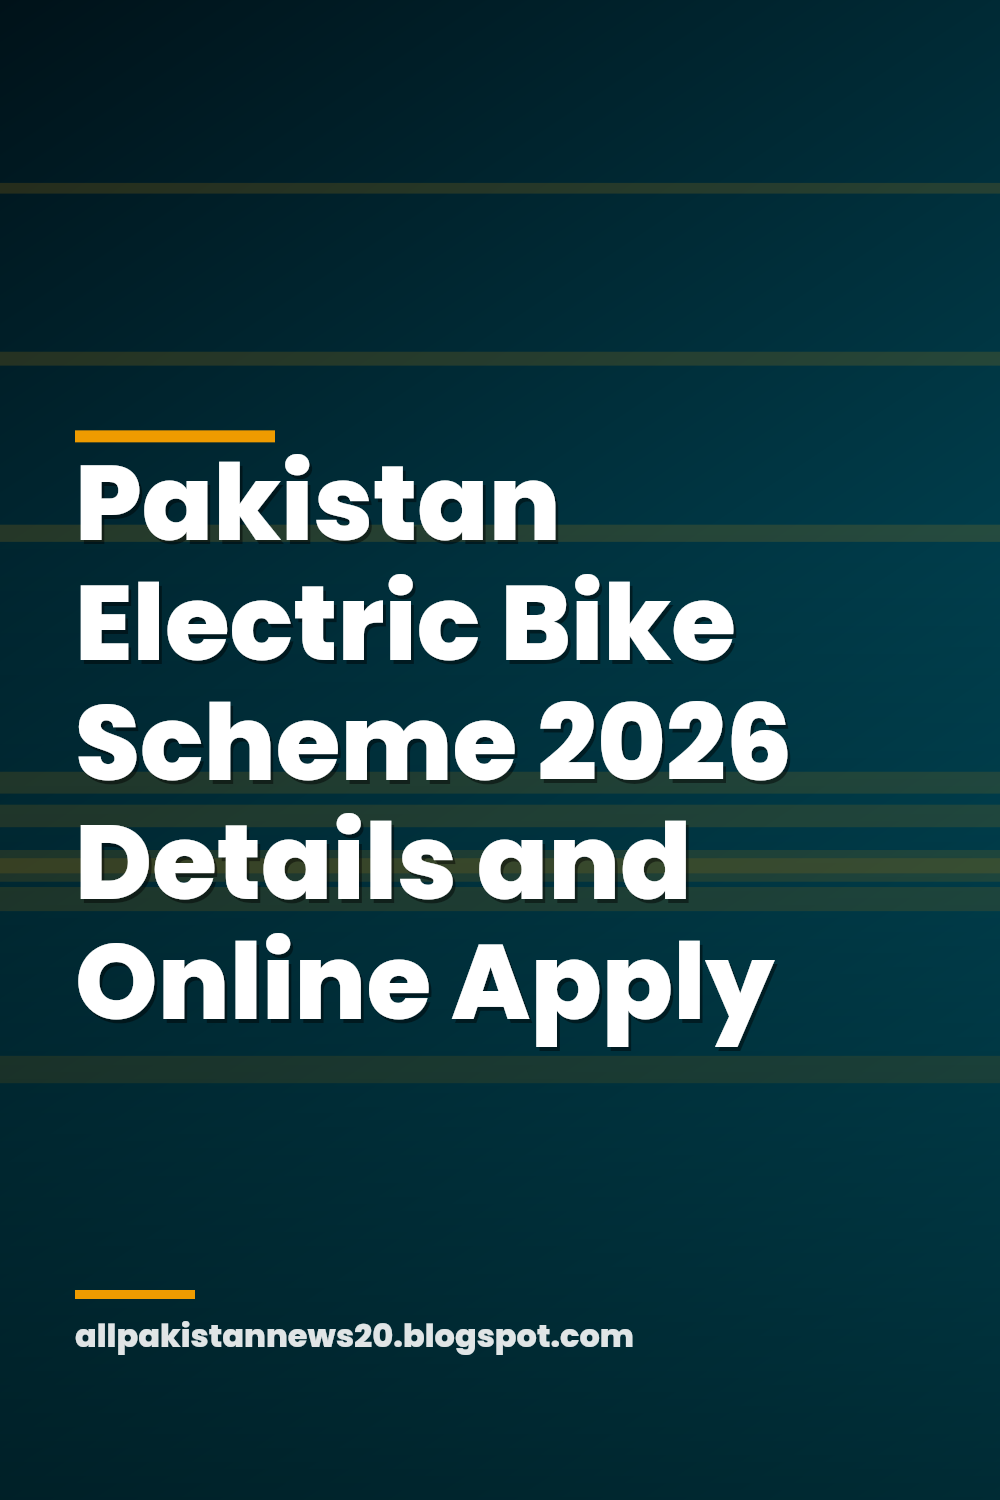 Pakistan
Electric Bike
Scheme 2026
Details and
Online Apply
allpakistannews20.blogspot.com